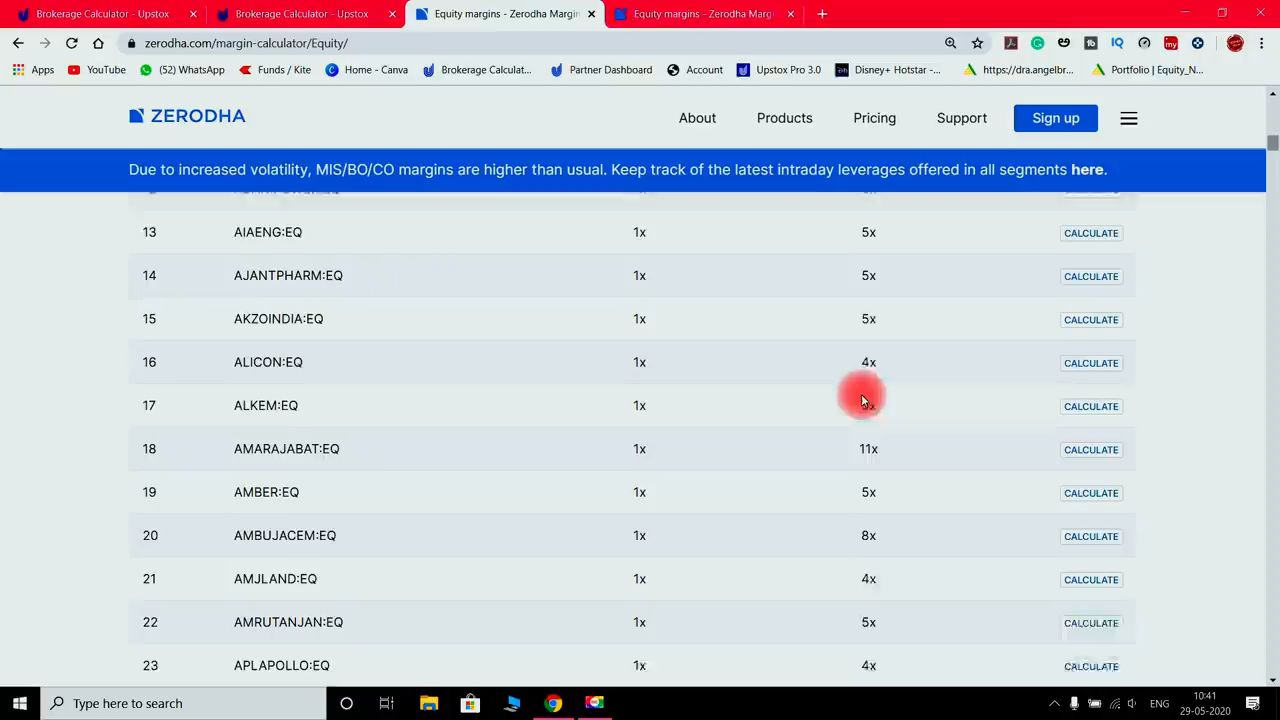 Brokerage Calculator - Upstox
Brokerage Calculator - Upstox
Equity margins - Zerodha Margin
Equity margins - Zerodha Margin
zerodha.com/margin-calculator/Equity/
Apps
YouTube
(52) WhatsApp
Funds / Kite
Home - Canva
Brokerage Calculat...
Partner Dashboard
Account
Upstox Pro 3.0
Disney+ Hotstar -...
https://dra.angelbr...
Portfolio | Equity_N...
ZERODHA
About
Products
Pricing
Support
Sign up
Due to increased volatility, MIS/BO/CO margins are higher than usual. Keep track of the latest intraday leverages offered in all segments here.
13 AIAENG:EQ 1x 5x CALCULATE
14 AJANTPHARM:EQ 1x 5x CALCULATE
15 AKZOINDIA:EQ 1x 5x CALCULATE
16 ALICON:EQ 1x 4x CALCULATE
17 ALKEM:EQ 1x CALCULATE
18 AMARAJABAT:EQ 1x 11x CALCULATE
19 AMBER:EQ 1x 5x CALCULATE
20 AMBUJACEM:EQ 1x 8x CALCULATE
21 AMJLAND:EQ 1x 4x CALCULATE
22 AMRUTANJAN:EQ 1x 5x CALCULATE
23 APLAPOLLO:EQ 1x 4x CALCULATE
Type here to search
ENG
10:41
29-05-2020